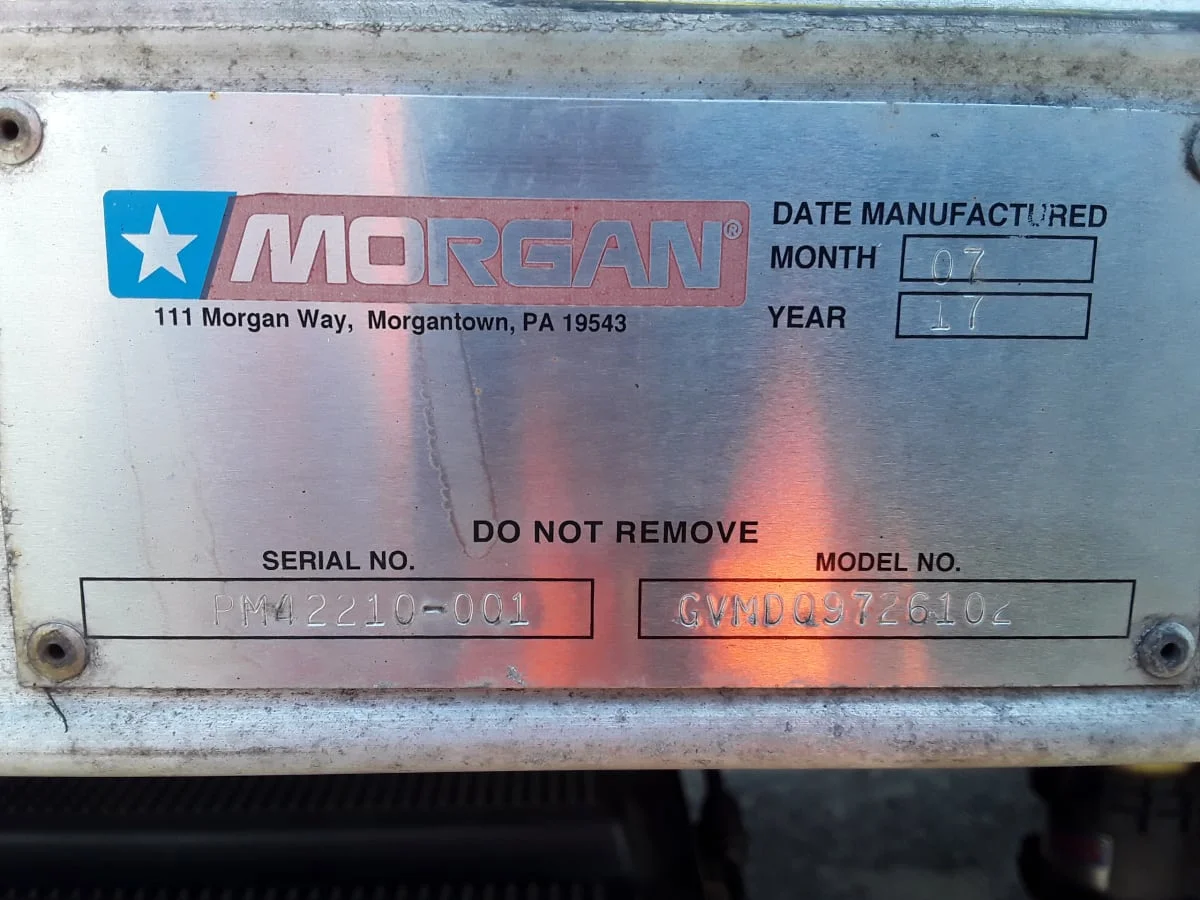 MORGAN®
111 Morgan Way, Morgantown, PA 19543
DATE MANUFACTURED
MONTH 07
YEAR 17
DO NOT REMOVE
SERIAL NO.
PM42210-001
MODEL NO.
GVMDQ9726102